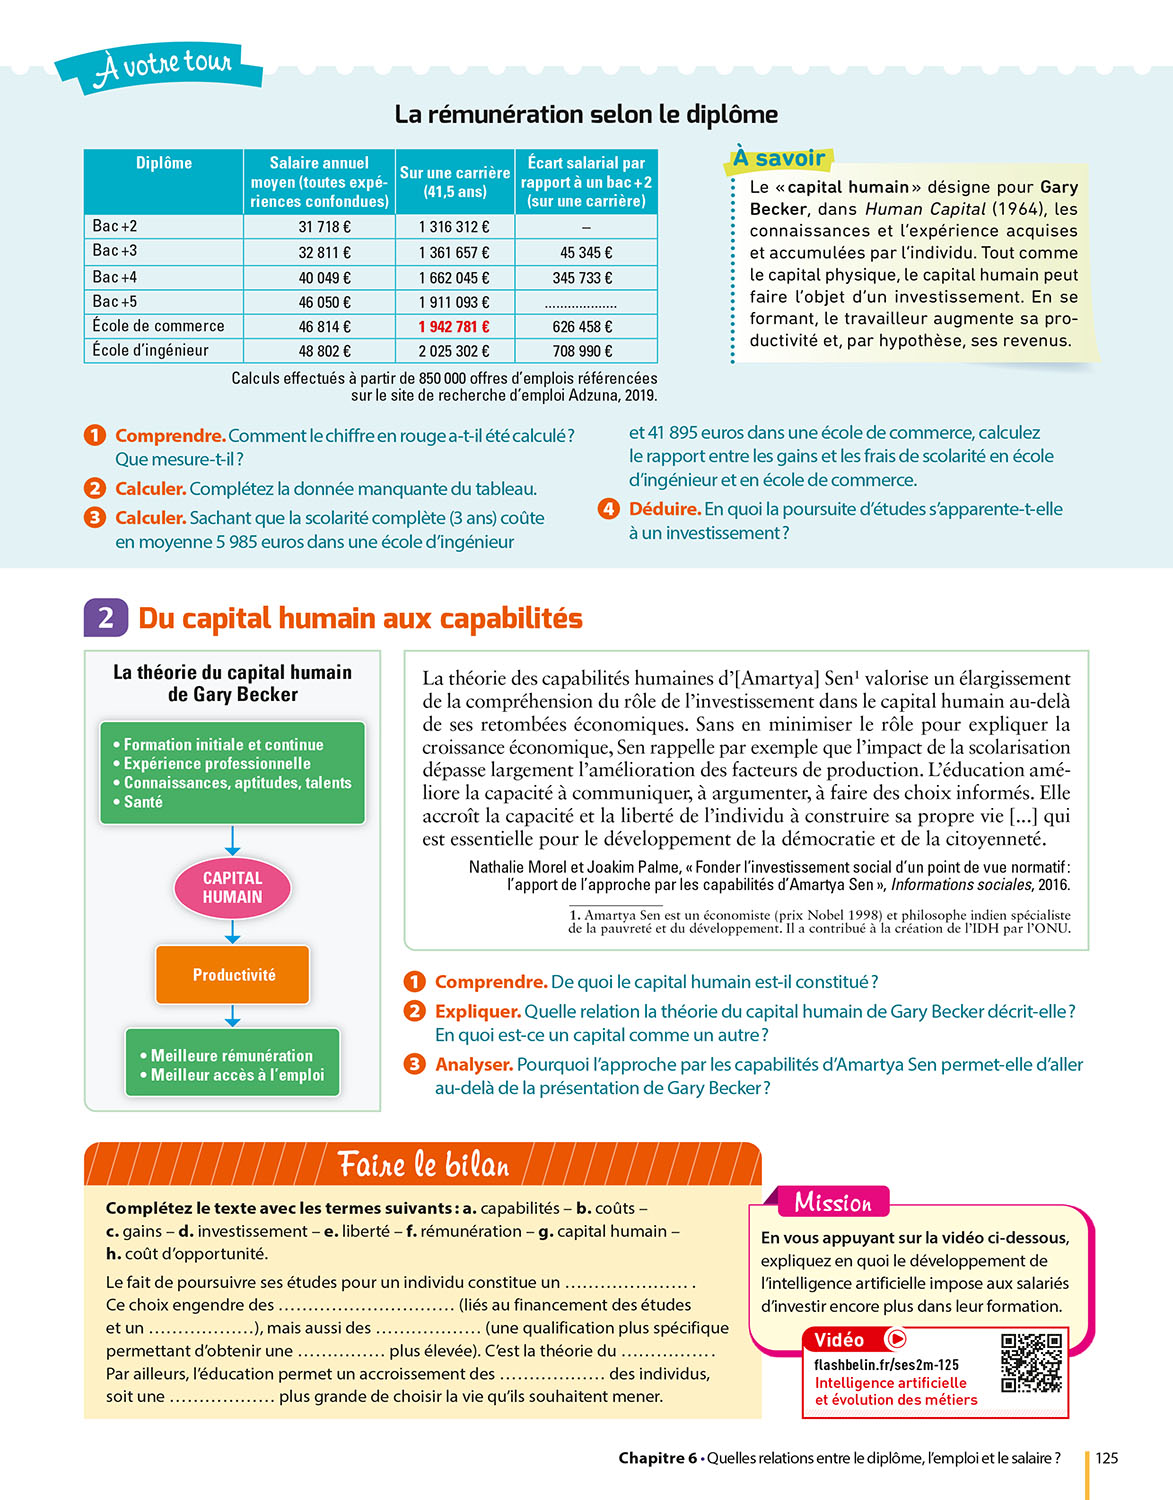 À votre tour
La rémunération selon le diplôme
Diplôme
Salaire annuel
moyen (toutes expé-
riences confondues)
Sur une carrière
(41,5 ans)
Écart salarial par
rapport à un bac+2
(sur une carrière)
Bac+2 31 718 € 1 316 312 € –
Bac+3 32 811 € 1 361 657 € 45 345 €
Bac+4 40 049 € 1 662 045 € 345 733 €
Bac+5 46 050 € 1 911 093 € ...................
École de commerce 46 814 € 1 942 781 € 626 458 €
École d'ingénieur 48 802 € 2 025 302 € 708 990 €
Calculs effectués à partir de 850 000 offres d'emplois référencées
sur le site de recherche d'emploi Adzuna, 2019.
À savoir
Le «capital humain» désigne pour Gary
Becker, dans Human Capital (1964), les
connaissances et l'expérience acquises
et accumulées par l'individu. Tout comme
le capital physique, le capital humain peut
faire l'objet d'un investissement. En se
formant, le travailleur augmente sa pro-
ductivité et, par hypothèse, ses revenus.
1 Comprendre. Comment le chiffre en rouge a-t-il été calculé ?
Que mesure-t-il ?
2 Calculer. Complétez la donnée manquante du tableau.
3 Calculer. Sachant que la scolarité complète (3 ans) coûte
en moyenne 5 985 euros dans une école d'ingénieur
et 41 895 euros dans une école de commerce, calculez
le rapport entre les gains et les frais de scolarité en école
d'ingénieur et en école de commerce.
4 Déduire. En quoi la poursuite d'études s'apparente-t-elle
à un investissement ?
2 Du capital humain aux capabilités
La théorie du capital humain
de Gary Becker
• Formation initiale et continue
• Expérience professionnelle
• Connaissances, aptitudes, talents
• Santé
CAPITAL
HUMAIN
Productivité
• Meilleure rémunération
• Meilleur accès à l'emploi
La théorie des capabilités humaines d'[Amartya] Sen¹ valorise un élargissement
de la compréhension du rôle de l'investissement dans le capital humain au-delà
de ses retombées économiques. Sans en minimiser le rôle pour expliquer la
croissance économique, Sen rappelle par exemple que l'impact de la scolarisation
dépasse largement l'amélioration des facteurs de production. L'éducation amé-
liore la capacité à communiquer, à argumenter, à faire des choix informés. Elle
accroît la capacité et la liberté de l'individu à construire sa propre vie [...] qui
est essentielle pour le développement de la démocratie et de la citoyenneté.
Nathalie Morel et Joakim Palme, « Fonder l'investissement social d'un point de vue normatif :
l'apport de l'approche par les capabilités d'Amartya Sen », Informations sociales, 2016.
1. Amartya Sen est un économiste (prix Nobel 1998) et philosophe indien spécialiste
de la pauvreté et du développement. Il a contribué à la création de l'IDH par l'ONU.
1 Comprendre. De quoi le capital humain est-il constitué ?
2 Expliquer. Quelle relation la théorie du capital humain de Gary Becker décrit-elle ?
En quoi est-ce un capital comme un autre ?
3 Analyser. Pourquoi l'approche par les capabilités d'Amartya Sen permet-elle d'aller
au-delà de la présentation de Gary Becker ?
Faire le bilan
Complétez le texte avec les termes suivants : a. capabilités – b. coûts –
c. gains – d. investissement – e. liberté – f. rémunération – g. capital humain –
h. coût d'opportunité.
Le fait de poursuivre ses études pour un individu constitue un ..................... .
Ce choix engendre des .............................. (liés au financement des études
et un ..................), mais aussi des .................. (une qualification plus spécifique
permettant d'obtenir une ............... plus élevée). C'est la théorie du ................
Par ailleurs, l'éducation permet un accroissement des .................. des individus,
soit une .................. plus grande de choisir la vie qu'ils souhaitent mener.
Mission
En vous appuyant sur la vidéo ci-dessous,
expliquez en quoi le développement de
l'intelligence artificielle impose aux salariés
d'investir encore plus dans leur formation.
Vidéo
flashbelin.fr/ses2m-125
Intelligence artificielle
et évolution des métiers
Chapitre 6 • Quelles relations entre le diplôme, l'emploi et le salaire ? 125